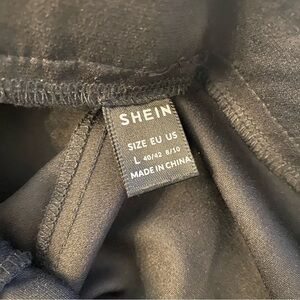 SHEIN
SIZE EU US
L 40/42 8/10
MADE IN CHINA